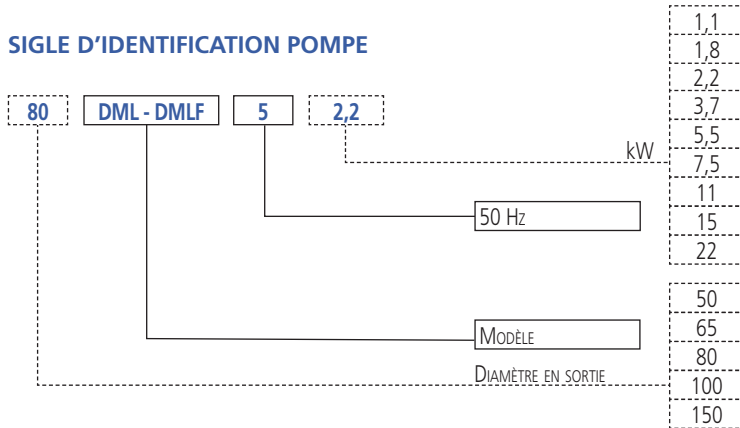 SIGLE D'IDENTIFICATION POMPE
80 DML - DMLF 5 2,2
kW
1,1
1,8
2,2
3,7
5,5
7,5
11
15
22
50 Hz
MODÈLE
DIAMÈTRE EN SORTIE
50
65
80
100
150